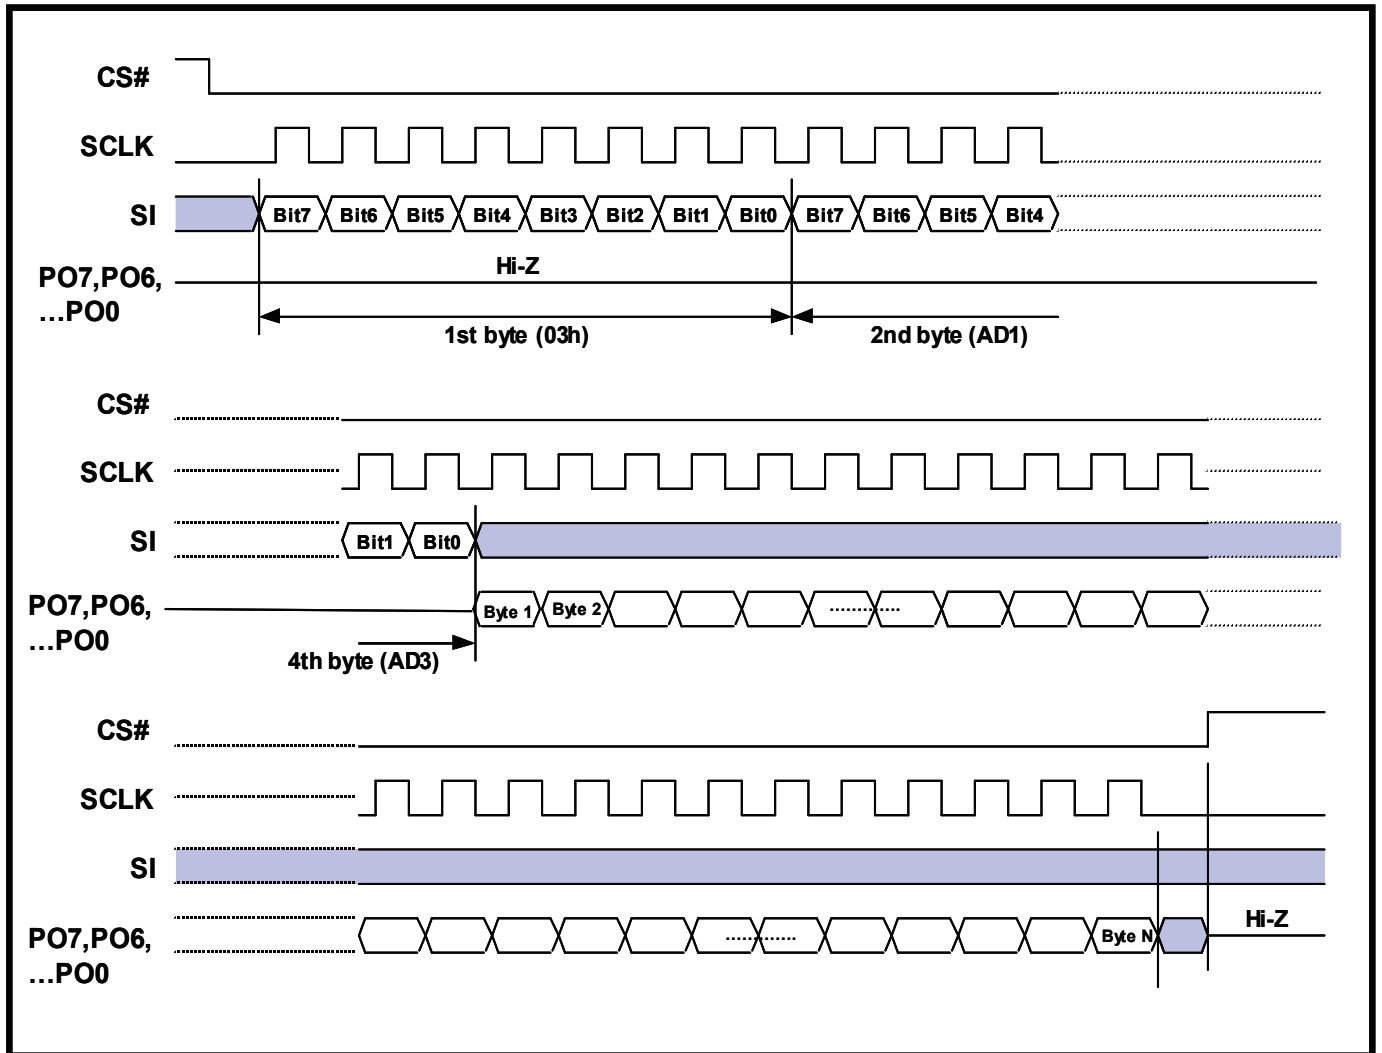 CS#
SCLK
SI Bit7 Bit6 Bit5 Bit4 Bit3 Bit2 Bit1 Bit0 Bit7 Bit6 Bit5 Bit4
Hi-Z
PO7,PO6,
...PO0
1st byte (03h) 2nd byte (AD1)
CS#
SCLK
SI Bit1 Bit0
PO7,PO6, Byte 1 Byte 2
...PO0
4th byte (AD3)
CS#
SCLK
SI
Hi-Z
PO7,PO6, Byte N
...PO0